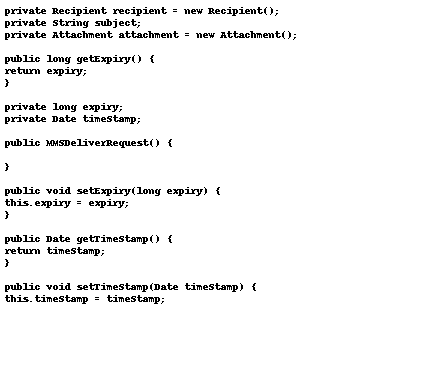 private Recipient recipient = new Recipient();
private String subject;
private Attachment attachment = new Attachment();

public long getExpiry() {
return expiry;
}

private long expiry;
private Date timeStamp;

public MMSDeliverRequest() {

}

public void setExpiry(long expiry) {
this.expiry = expiry;
}

public Date getTimeStamp() {
return timeStamp;
}

public void setTimeStamp(Date timeStamp) {
this.timeStamp = timeStamp;